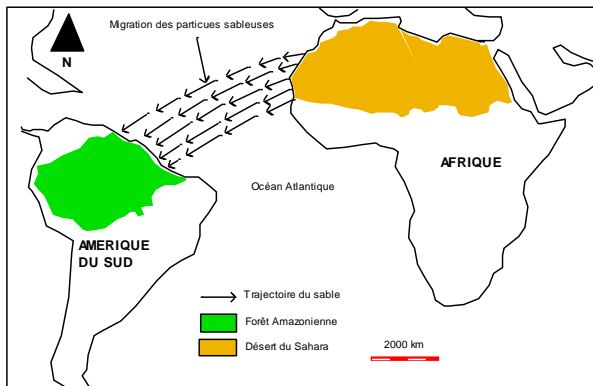 Migration des particues sableuses
N
AFRIQUE
Océan Atlantique
AMERIQUE
DU SUD
Trajectoire du sable
Forêt Amazonienne
Désert du Sahara
2000 km